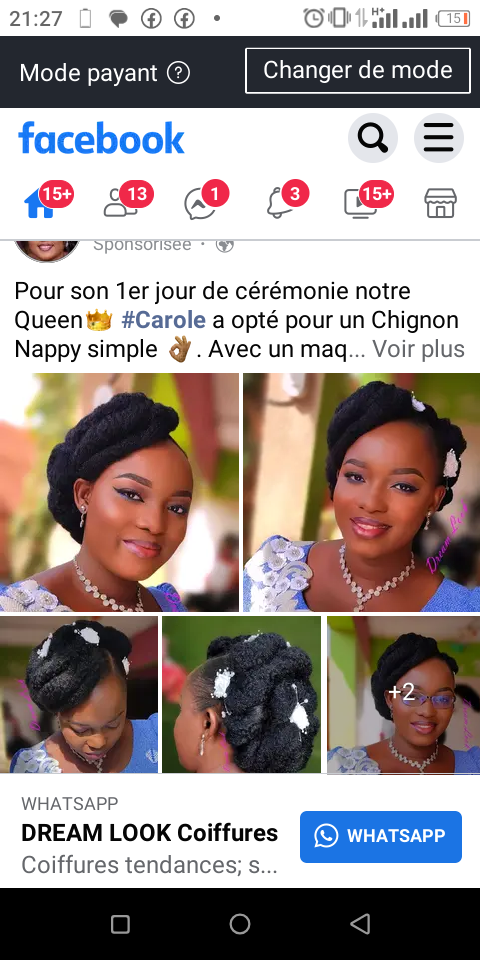 21:27
H+
15
Mode payant ?
Changer de mode
facebook
15+
13
1
3
15+
Sponsorisée ·
Pour son 1er jour de cérémonie notre
Queen👑 #Carole a opté pour un Chignon
Nappy simple 👌🏾. Avec un maq... Voir plus
Dream Look
+2
WHATSAPP
DREAM LOOK Coiffures
WHATSAPP
Coiffures tendances; s...